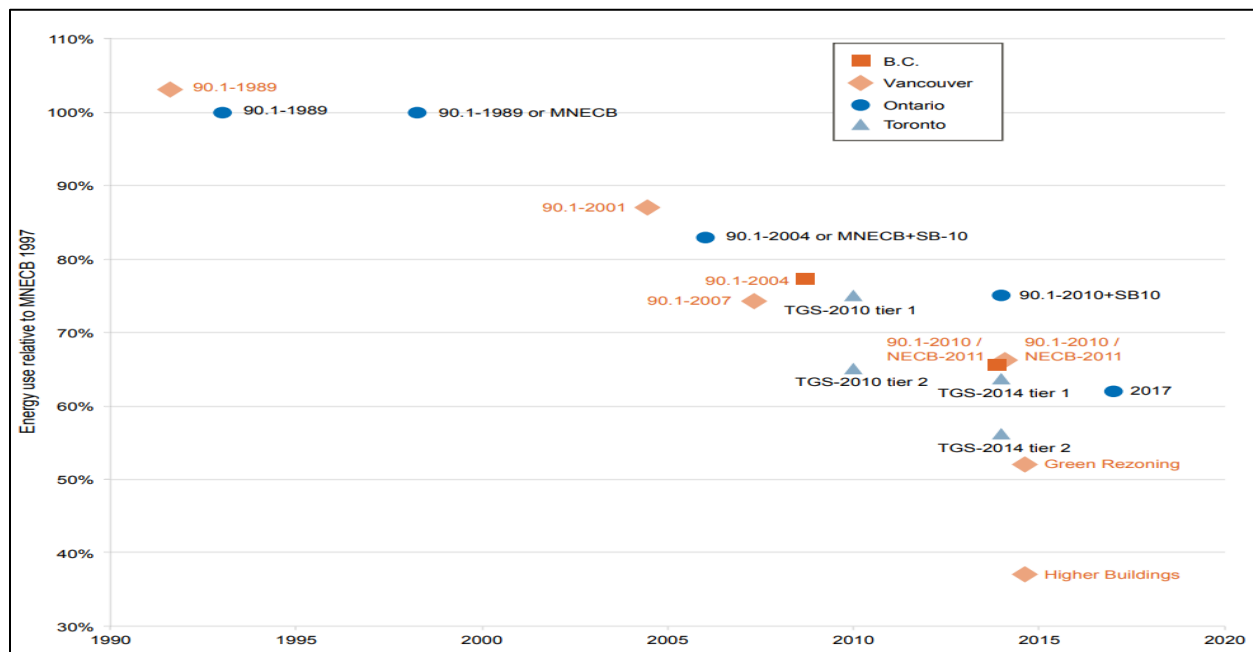 110%
100%
90%
80%
70%
60%
50%
40%
30%
Energy use relative to MNECB 1997
1990
1995
2000
2005
2010
2015
2020
B.C.
Vancouver
Ontario
Toronto
90.1-1989
90.1-1989
90.1-1989 or MNECB
90.1-2001
90.1-2004 or MNECB+SB-10
90.1-2004
90.1-2007
TGS-2010 tier 1
90.1-2010+SB10
90.1-2010 /
NECB-2011
90.1-2010 /
NECB-2011
TGS-2010 tier 2
TGS-2014 tier 1
2017
TGS-2014 tier 2
Green Rezoning
Higher Buildings